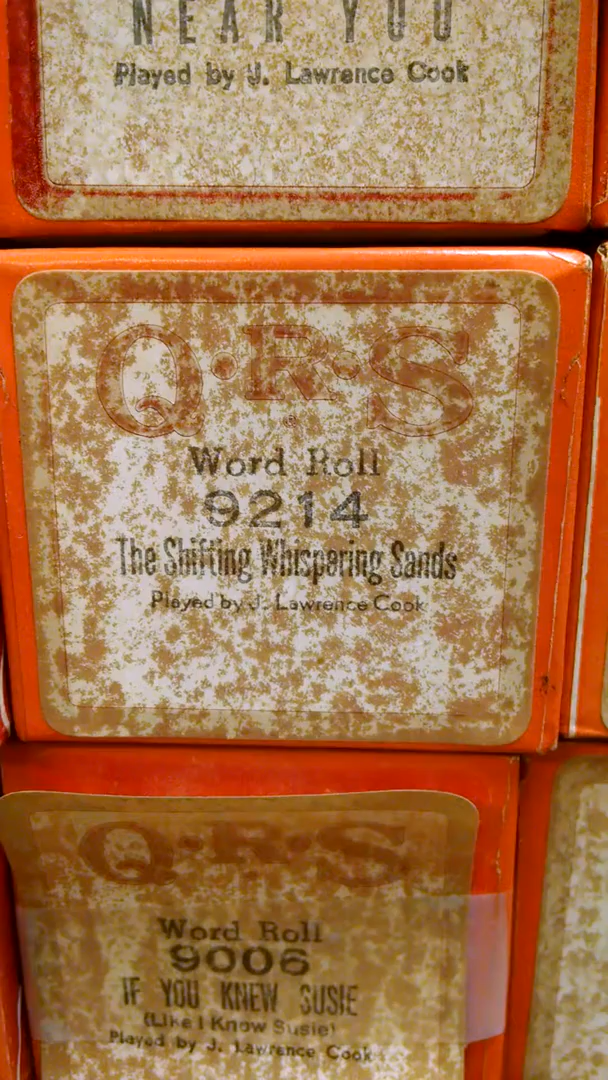 NEAR YOU
Played by J. Lawrence Cook
Q·R·S
®
Word Roll
9214
The Shifting Whispering Sands
Played by J. Lawrence Cook
Q·R·S
Word Roll
9006
IF YOU KNEW SUSIE
(Like I Know Susie)
Played by J. Lawrence Cook